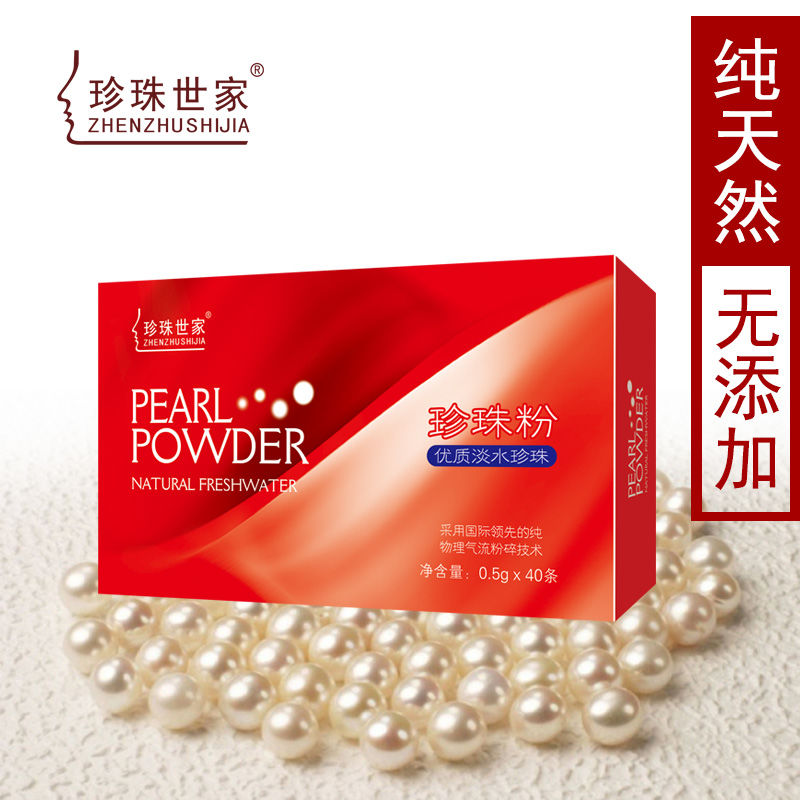 珍珠世家®
ZHENZHUSHIJIA
纯天然
无添加
珍珠世家®
ZHENZHUSHIJIA
PEARL
POWDER
NATURAL FRESHWATER
珍珠粉
优质淡水珍珠
采用国际领先的纯
物理气流粉碎技术
净含量：0.5g x 40条
PEARL
POWDER
NATURAL FRESHWATER